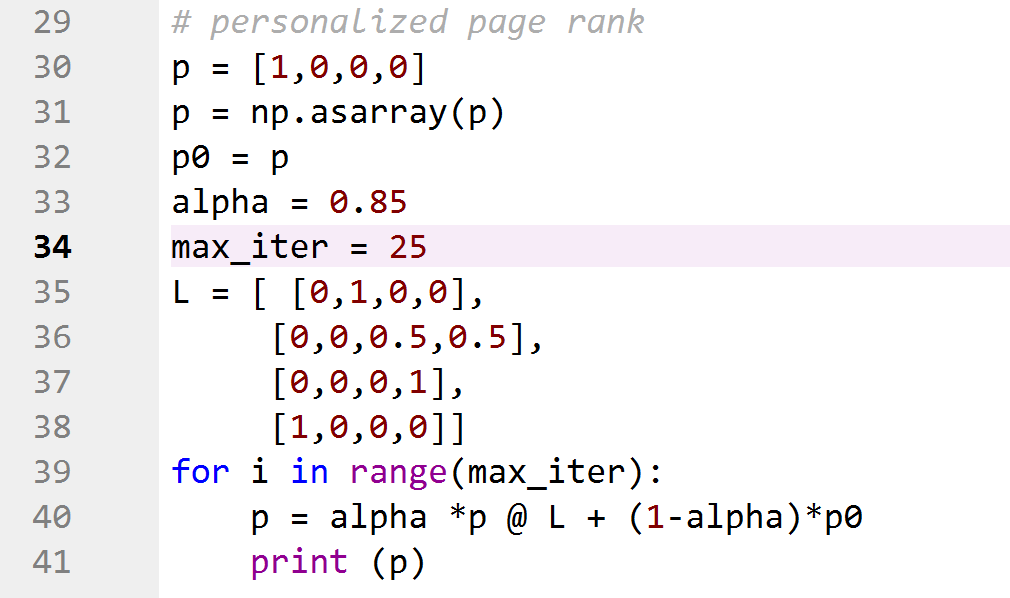 29 # personalized page rank
30 p = [1,0,0,0]
31 p = np.asarray(p)
32 p0 = p
33 alpha = 0.85
34 max_iter = 25
35 L = [ [0,1,0,0],
36      [0,0,0.5,0.5],
37      [0,0,0,1],
38      [1,0,0,0]]
39 for i in range(max_iter):
40     p = alpha *p @ L + (1-alpha)*p0
41     print (p)